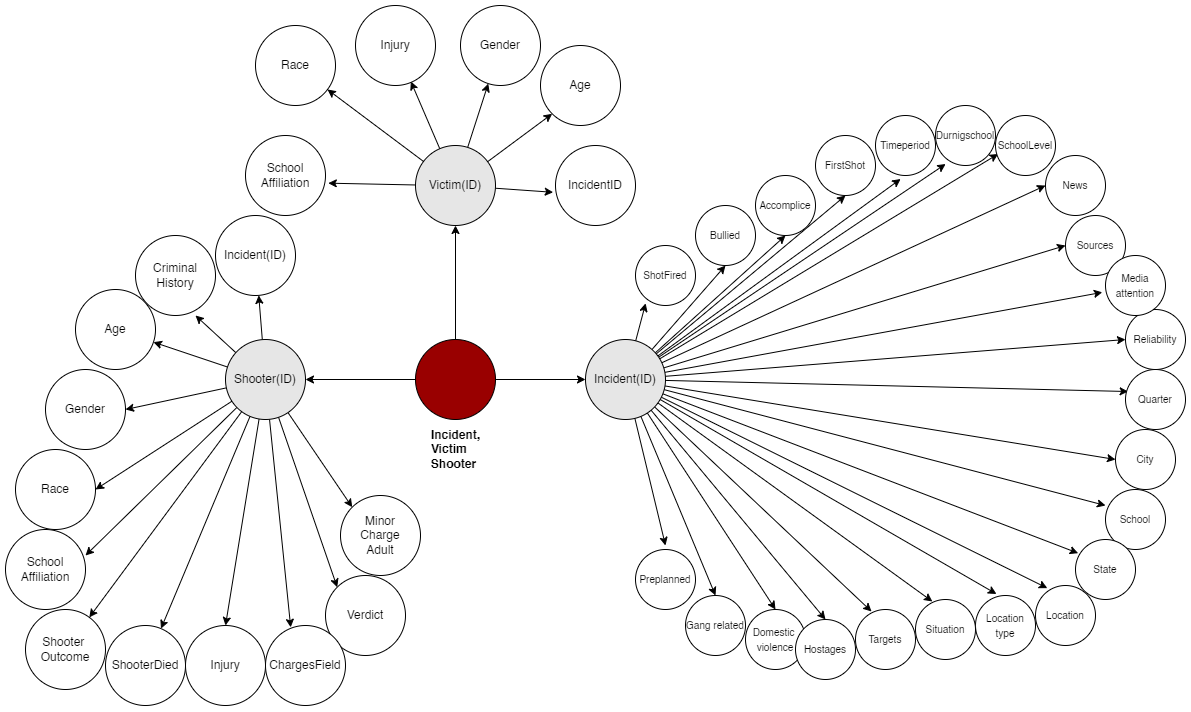 Race
Injury
Gender
Age
School
Affiliation
Victim(ID)
IncidentID
Incident(ID)
Criminal
History
Age
Gender
Race
School
Affiliation
Shooter
Outcome
ShooterDied
Injury
ChargesField
Verdict
Minor
Charge
Adult
Shooter(ID)
Incident,
Victim
Shooter
Incident(ID)
ShotFired
Bullied
Accomplice
FirstShot
Timeperiod
Durnigschool
SchoolLevel
News
Sources
Media
attention
Reliability
Quarter
City
School
State
Location
Location
type
Situation
Targets
Hostages
Domestic
violence
Gang related
Preplanned